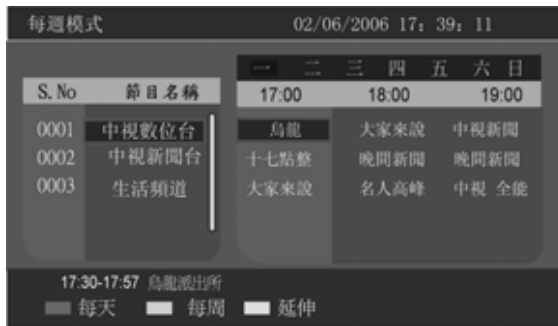 每週模式 02/06/2006 17：39：11
一 二 三 四 五 六 日
S. No 節目名稱 17:00 18:00 19:00
0001 中視數位台 烏龍 大家來說 中視新聞
0002 中視新聞台 十七點整 晚間新聞 晚間新聞
0003 生活頻道 大家來說 名人高峰 中視 全能
17:30-17:57 烏龍派出所
每天 每周 延伸